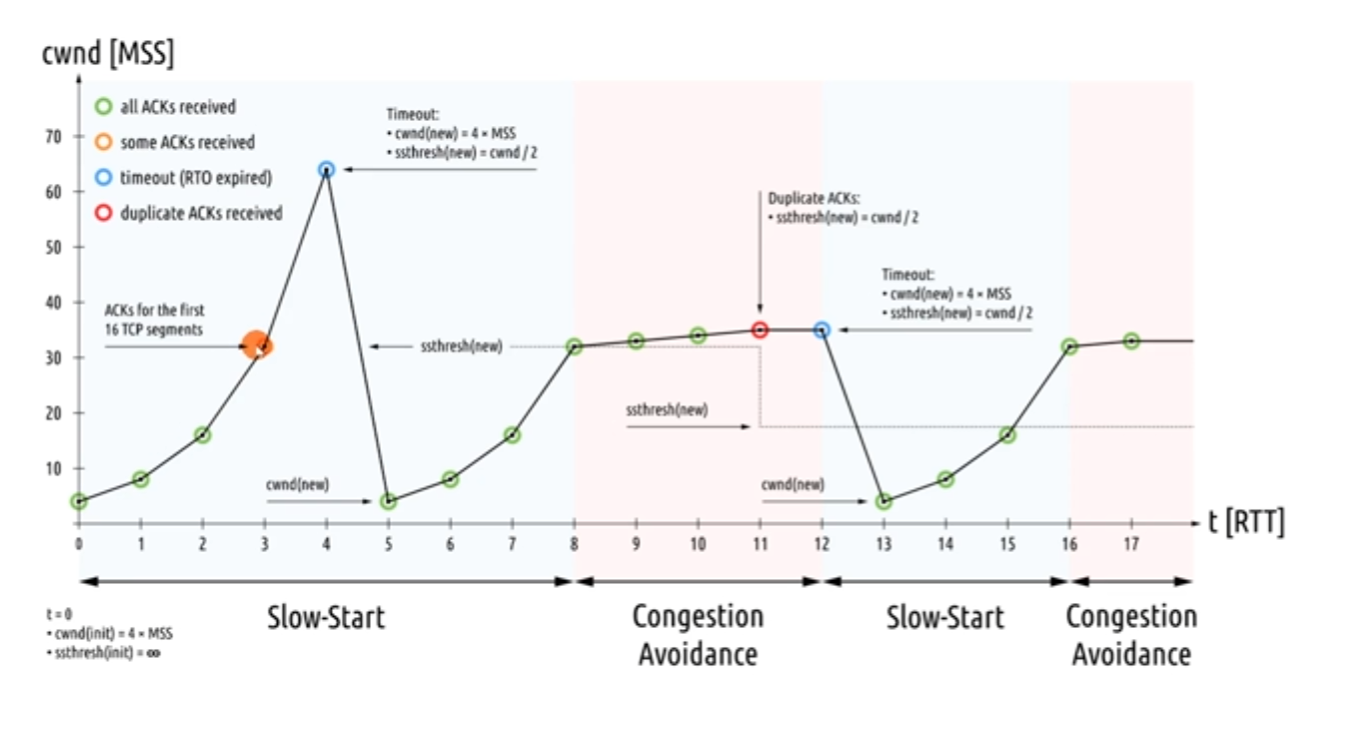 cwnd [MSS]
all ACKs received
some ACKs received
timeout (RTO expired)
duplicate ACKs received
Timeout:
• cwnd(new) = 4 × MSS
• ssthresh(new) = cwnd / 2
Duplicate ACKs:
• ssthresh(new) = cwnd / 2
Timeout:
• cwnd(new) = 4 × MSS
• ssthresh(new) = cwnd / 2
ACKs for the first
16 TCP segments
ssthresh(new)
ssthresh(new)
cwnd(new)
cwnd(new)
70
60
50
40
30
20
10
0 1 2 3 4 5 6 7 8 9 10 11 12 13 14 15 16 17
t [RTT]
Slow-Start
Congestion
Avoidance
Slow-Start
Congestion
Avoidance
t = 0
• cwnd(init) = 4 × MSS
• ssthresh(init) = ∞